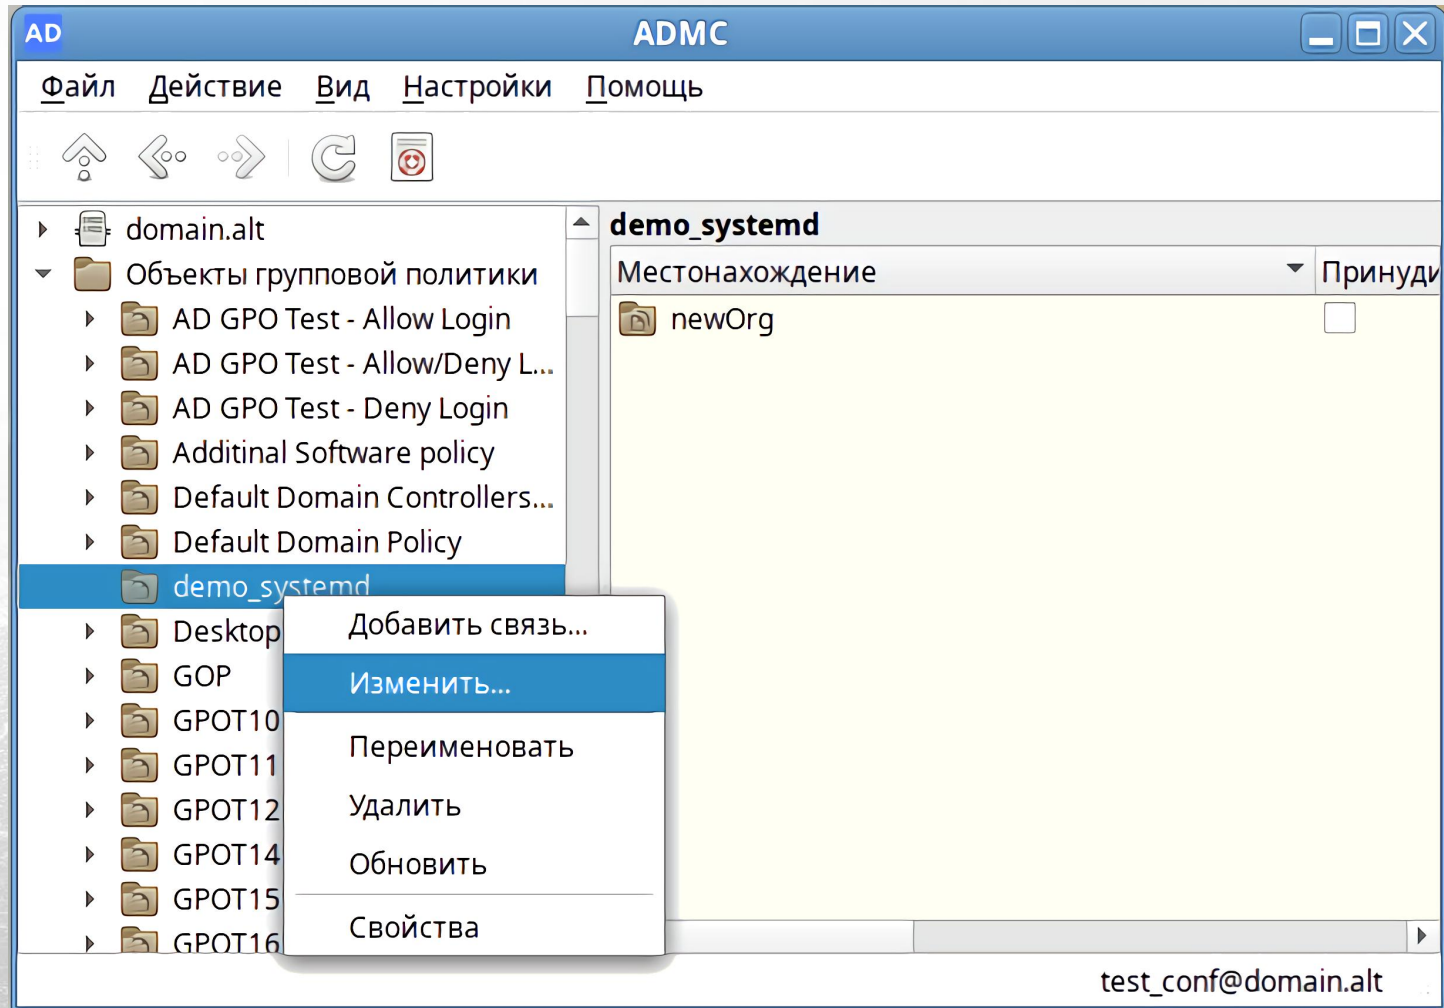 AD ADMC
Файл Действие Вид Настройки Помощь
domain.alt
Объекты групповой политики
AD GPO Test - Allow Login
AD GPO Test - Allow/Deny L...
AD GPO Test - Deny Login
Additinal Software policy
Default Domain Controllers...
Default Domain Policy
demo_systemd
Desktop
GOP
GPOT10
GPOT11
GPOT12
GPOT14
GPOT15
GPOT16
Добавить связь...
Изменить...
Переименовать
Удалить
Обновить
Свойства
demo_systemd
Местонахождение Принуди
newOrg
test_conf@domain.alt